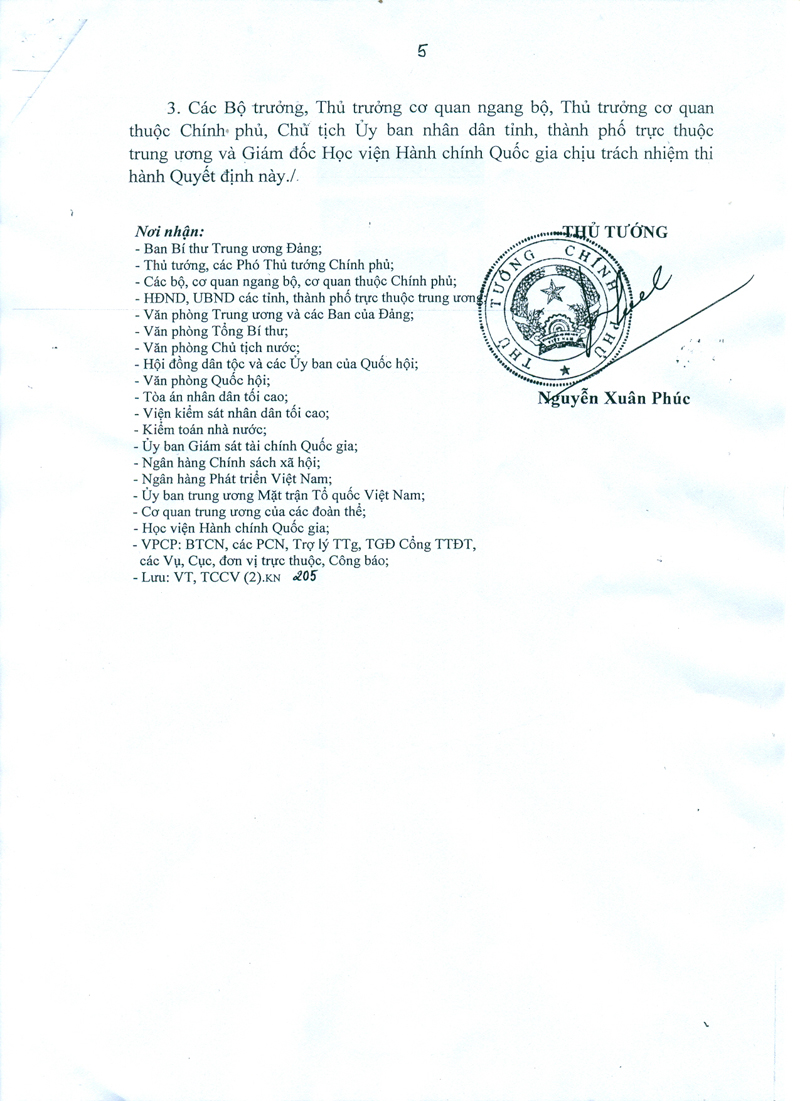 5
3. Các Bộ trưởng, Thủ trưởng cơ quan ngang bộ, Thủ trưởng cơ quan
thuộc Chính phủ, Chủ tịch Ủy ban nhân dân tỉnh, thành phố trực thuộc
trung ương và Giám đốc Học viện Hành chính Quốc gia chịu trách nhiệm thi
hành Quyết định này./.
Nơi nhận:
- Ban Bí thư Trung ương Đảng;
- Thủ tướng, các Phó Thủ tướng Chính phủ;
- Các bộ, cơ quan ngang bộ, cơ quan thuộc Chính phủ;
- HĐND, UBND các tỉnh, thành phố trực thuộc trung ương;
- Văn phòng Trung ương và các Ban của Đảng;
- Văn phòng Tổng Bí thư;
- Văn phòng Chủ tịch nước;
- Hội đồng dân tộc và các Ủy ban của Quốc hội;
- Văn phòng Quốc hội;
- Tòa án nhân dân tối cao;
- Viện kiểm sát nhân dân tối cao;
- Kiểm toán nhà nước;
- Ủy ban Giám sát tài chính Quốc gia;
- Ngân hàng Chính sách xã hội;
- Ngân hàng Phát triển Việt Nam;
- Ủy ban trung ương Mặt trận Tổ quốc Việt Nam;
- Cơ quan trung ương của các đoàn thể;
- Học viện Hành chính Quốc gia;
- VPCP: BTCN, các PCN, Trợ lý TTg, TGĐ Cổng TTĐT,
các Vụ, Cục, đơn vị trực thuộc, Công báo;
- Lưu: VT, TCCV (2).KN 205
THỦ TƯỚNG
THỦ TƯỚNG CHÍNH PHỦ
VIỆT NAM
Nguyễn Xuân Phúc